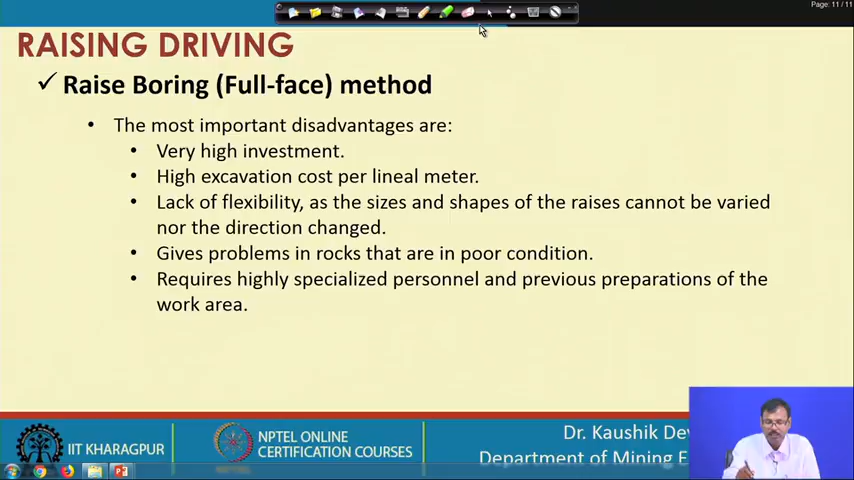 Page: 11 / 11
RAISING DRIVING
✓ Raise Boring (Full-face) method
• The most important disadvantages are:
• Very high investment.
• High excavation cost per lineal meter.
• Lack of flexibility, as the sizes and shapes of the raises cannot be varied
nor the direction changed.
• Gives problems in rocks that are in poor condition.
• Requires highly specialized personnel and previous preparations of the
work area.
IIT KHARAGPUR
NPTEL ONLINE
CERTIFICATION COURSES
Dr. Kaushik De
Department of Mining E